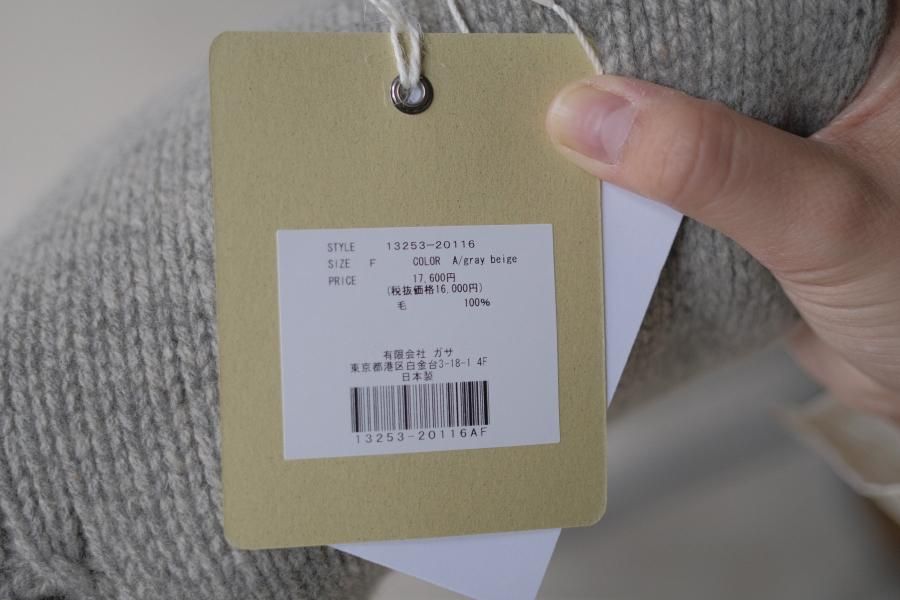 STYLE 13253-20116
SIZE F COLOR A/gray beige
PRICE 17,600円
(税抜価格16,000円)
毛 100%
有限会社 ガサ
東京都港区白金台3-18-1 4F
日本製
13253-20116AF